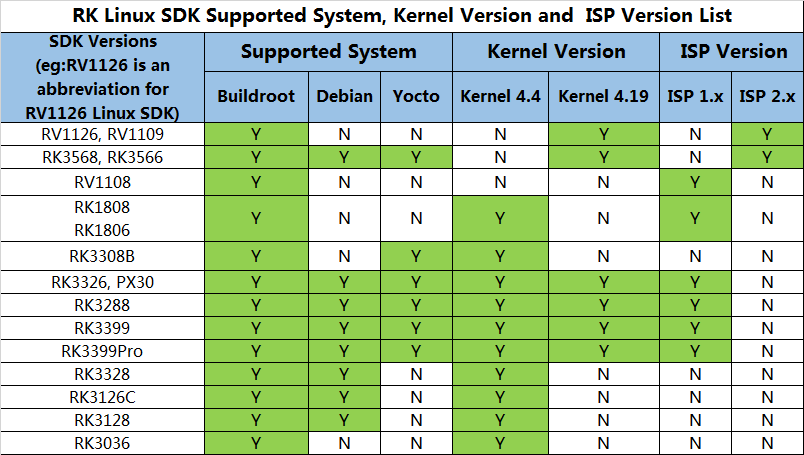 RK Linux SDK Supported System, Kernel Version and ISP Version List
SDK Versions
(eg:RV1126 is an
abbreviation for
RV1126 Linux SDK)
Supported System Kernel Version ISP Version
Buildroot Debian Yocto Kernel 4.4 Kernel 4.19 ISP 1.x ISP 2.x
RV1126, RV1109 Y N N N Y N Y
RK3568, RK3566 Y Y Y N Y N Y
RV1108 Y N N N N Y N
RK1808
RK1806
Y N N Y N Y N
RK3308B Y N Y Y N N N
RK3326, PX30 Y Y Y Y Y Y N
RK3288 Y Y Y Y Y Y N
RK3399 Y Y Y Y Y Y N
RK3399Pro Y Y Y Y Y Y N
RK3328 Y Y N Y N N N
RK3126C Y Y N Y N N N
RK3128 Y Y N Y N N N
RK3036 Y N N Y N N N